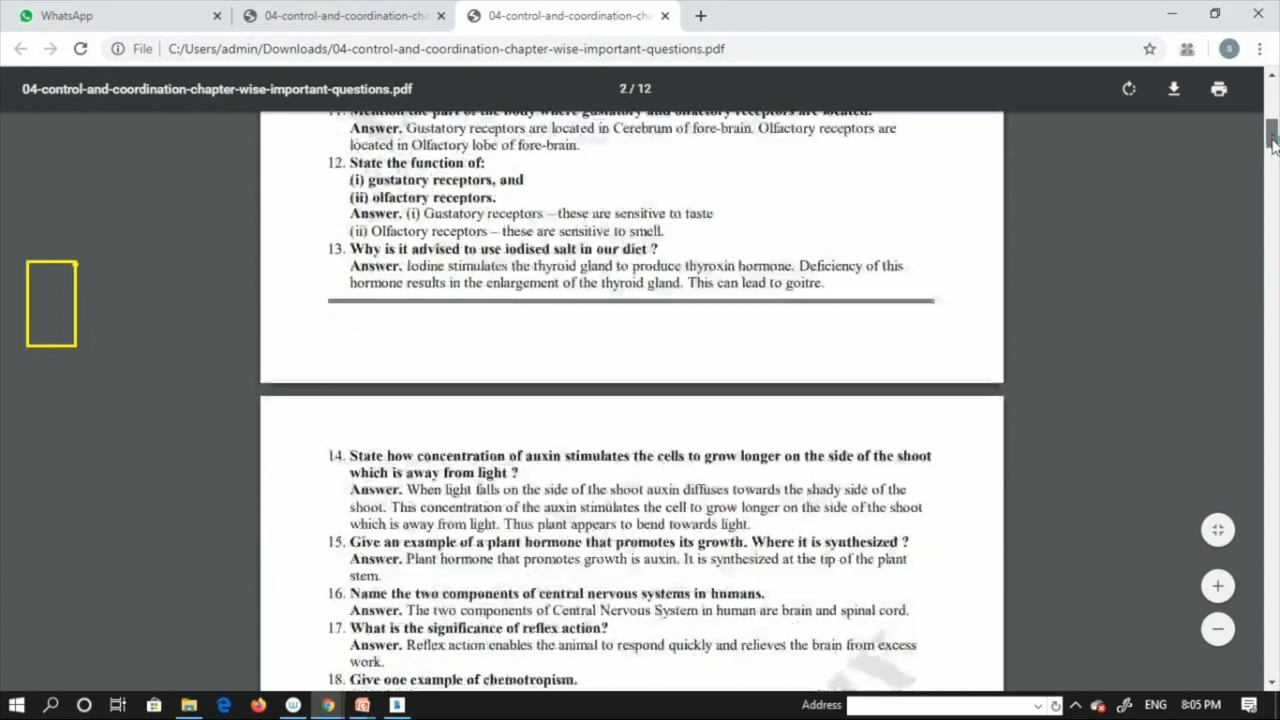 WhatsApp
04-control-and-coordination-cha
04-control-and-coordination-cha
File
C:/Users/admin/Downloads/04-control-and-coordination-chapter-wise-important-questions.pdf
S
04-control-and-coordination-chapter-wise-important-questions.pdf
2 / 12
11. Mention the part of the body where gustatory and olfactory receptors are located.
Answer. Gustatory receptors are located in Cerebrum of fore-brain. Olfactory receptors are
located in Olfactory lobe of fore-brain.
12. State the function of:
(i) gustatory receptors, and
(ii) olfactory receptors.
Answer. (i) Gustatory receptors – these are sensitive to taste
(ii) Olfactory receptors – these are sensitive to smell.
13. Why is it advised to use iodised salt in our diet ?
Answer. Iodine stimulates the thyroid gland to produce thyroxin hormone. Deficiency of this
hormone results in the enlargement of the thyroid gland. This can lead to goitre.
14. State how concentration of auxin stimulates the cells to grow longer on the side of the shoot
which is away from light ?
Answer. When light falls on the side of the shoot auxin diffuses towards the shady side of the
shoot. This concentration of the auxin stimulates the cell to grow longer on the side of the shoot
which is away from light. Thus plant appears to bend towards light.
15. Give an example of a plant hormone that promotes its growth. Where it is synthesized ?
Answer. Plant hormone that promotes growth is auxin. It is synthesized at the tip of the plant
stem.
16. Name the two components of central nervous systems in humans.
Answer. The two components of Central Nervous System in human are brain and spinal cord.
17. What is the significance of reflex action?
Answer. Reflex action enables the animal to respond quickly and relieves the brain from excess
work.
18. Give one example of chemotropism.
Address
ENG
8:05 PM